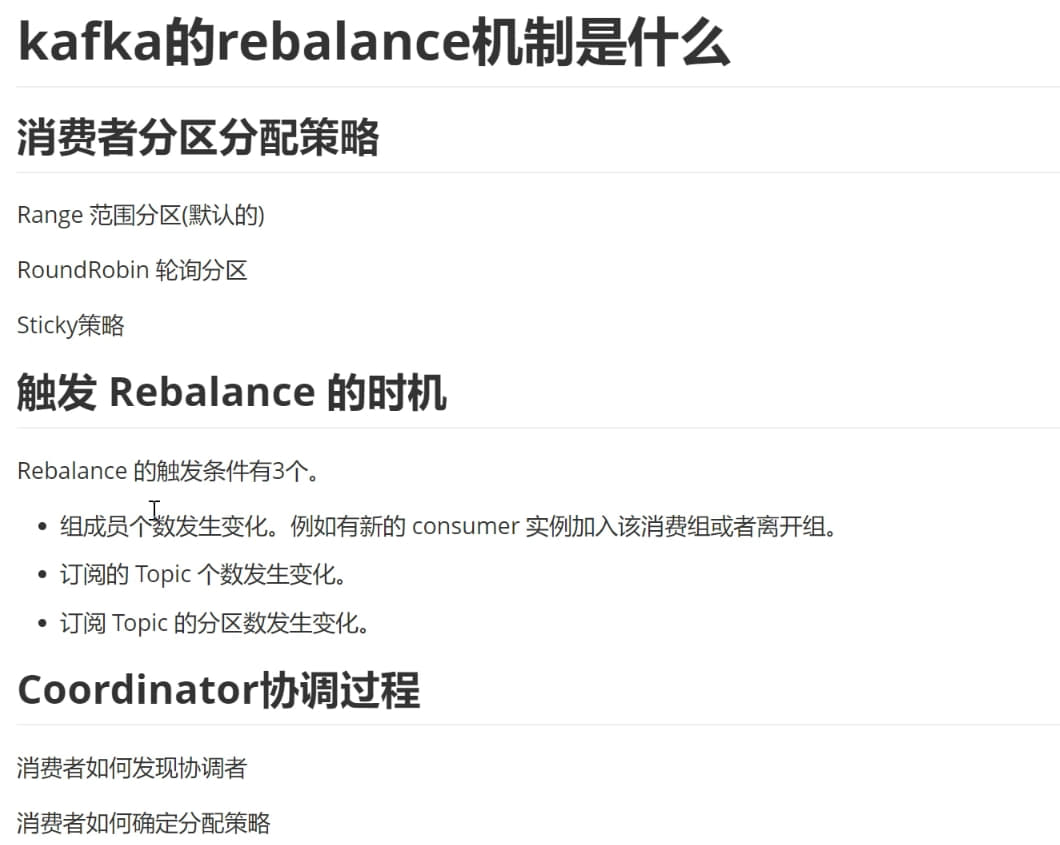 kafka的rebalance机制是什么
消费者分区分配策略
Range 范围分区(默认的)
RoundRobin 轮询分区
Sticky策略
触发 Rebalance 的时机
Rebalance 的触发条件有3个。
组成员个数发生变化。例如有新的 consumer 实例加入该消费组或者离开组。
订阅的 Topic 个数发生变化。
订阅 Topic 的分区数发生变化。
Coordinator协调过程
消费者如何发现协调者
消费者如何确定分配策略